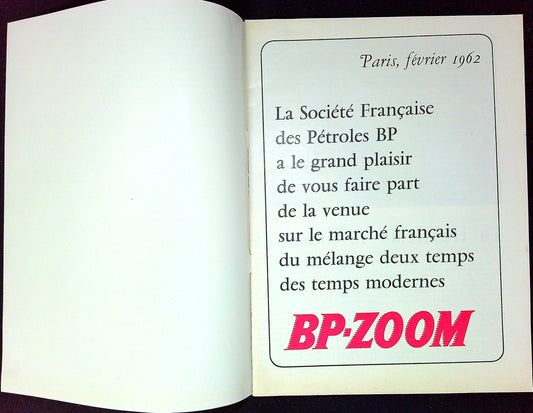 Paris, février 1962
La Société Française
des Pétroles BP
a le grand plaisir
de vous faire part
de la venue
sur le marché français
du mélange deux temps
des temps modernes
BP-ZOOM